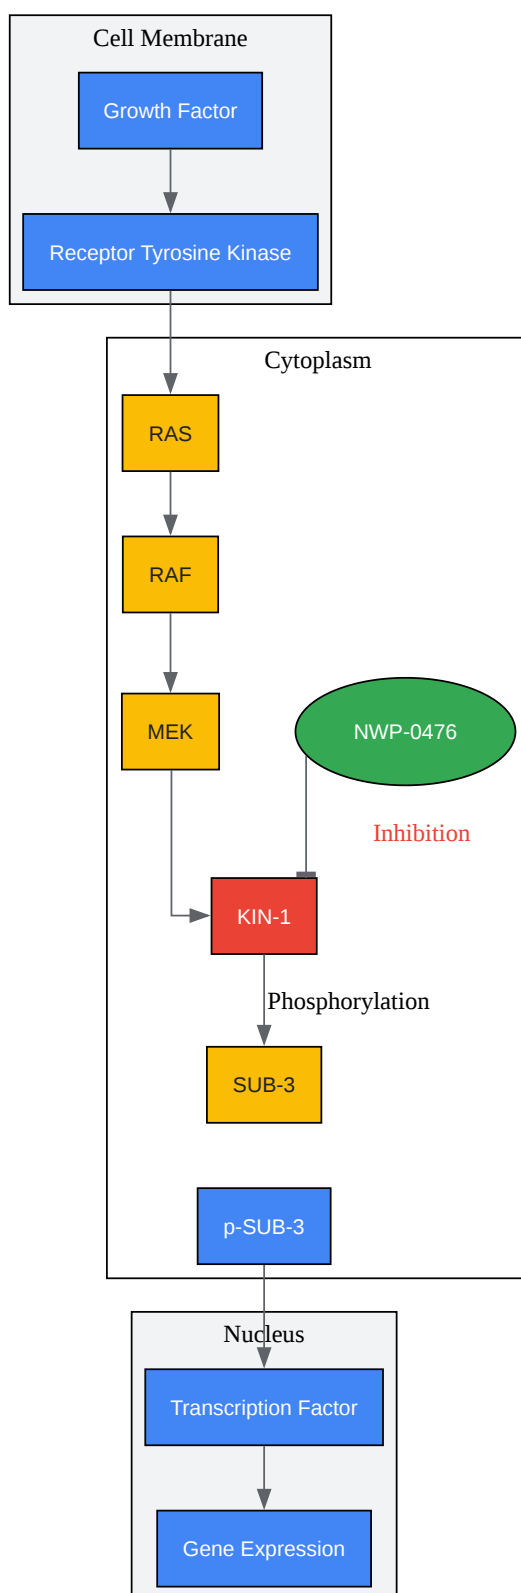 Cell Membrane
Growth Factor
Receptor Tyrosine Kinase
Cytoplasm
RAS
RAF
MEK
NWP-0476
Inhibition
KIN-1
Phosphorylation
SUB-3
p-SUB-3
Nucleus
Transcription Factor
Gene Expression